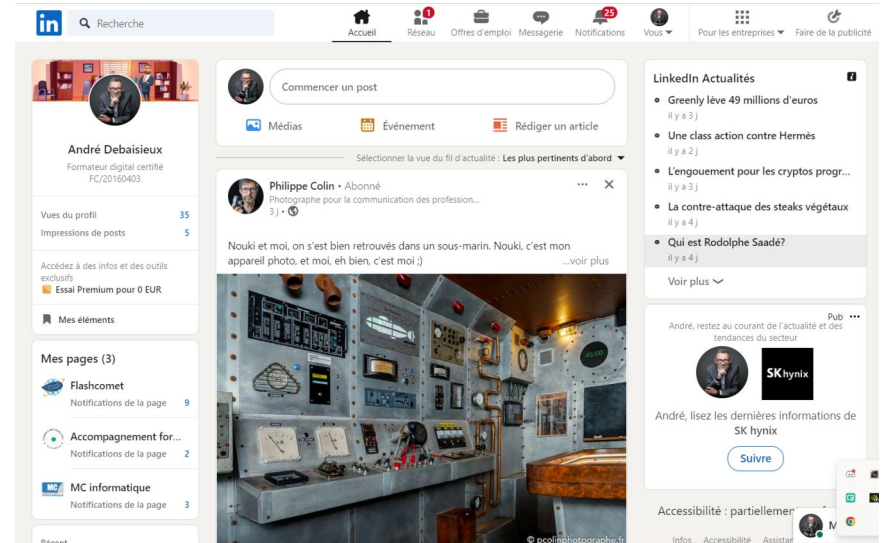 in
Recherche
Accueil
1
Réseau
Offres d'emploi
Messagerie
25
Notifications
Vous
Pour les entreprises
Faire de la publicité
André Debaisieux
Formateur digital certifié
FC/20160403
Vues du profil 35
Impressions de posts 5
Accédez à des infos et des outils
exclusifs
Essai Premium pour 0 EUR
Mes éléments
Mes pages (3)
Flashcomet
Notifications de la page 9
Accompagnement for...
Notifications de la page 2
MC
MC informatique
Notifications de la page 3
Récent
Commencer un post
Médias
Événement
Rédiger un article
Sélectionner la vue du fil d'actualité : Les plus pertinents d'abord
Philippe Colin • Abonné
Photographe pour la communication des profession...
3 j •
Nouki et moi, on s'est bien retrouvés dans un sous-marin. Nouki, c'est mon
appareil photo, et moi, eh bien, c'est moi ;)
...voir plus
© pcolinphotographe.fr
LinkedIn Actualités
Greenly lève 49 millions d'euros
il y a 3 j
Une class action contre Hermès
il y a 2 j
L'engouement pour les cryptos progr...
il y a 3 j
La contre-attaque des steaks végétaux
il y a 4 j
Qui est Rodolphe Saadé?
il y a 4 j
Voir plus
Pub
André, restez au courant de l'actualité et des
tendances du secteur
SK hynix
André, lisez les dernières informations de
SK hynix
Suivre
Accessibilité : partiellemen
Infos Accessibilité Assistan
M